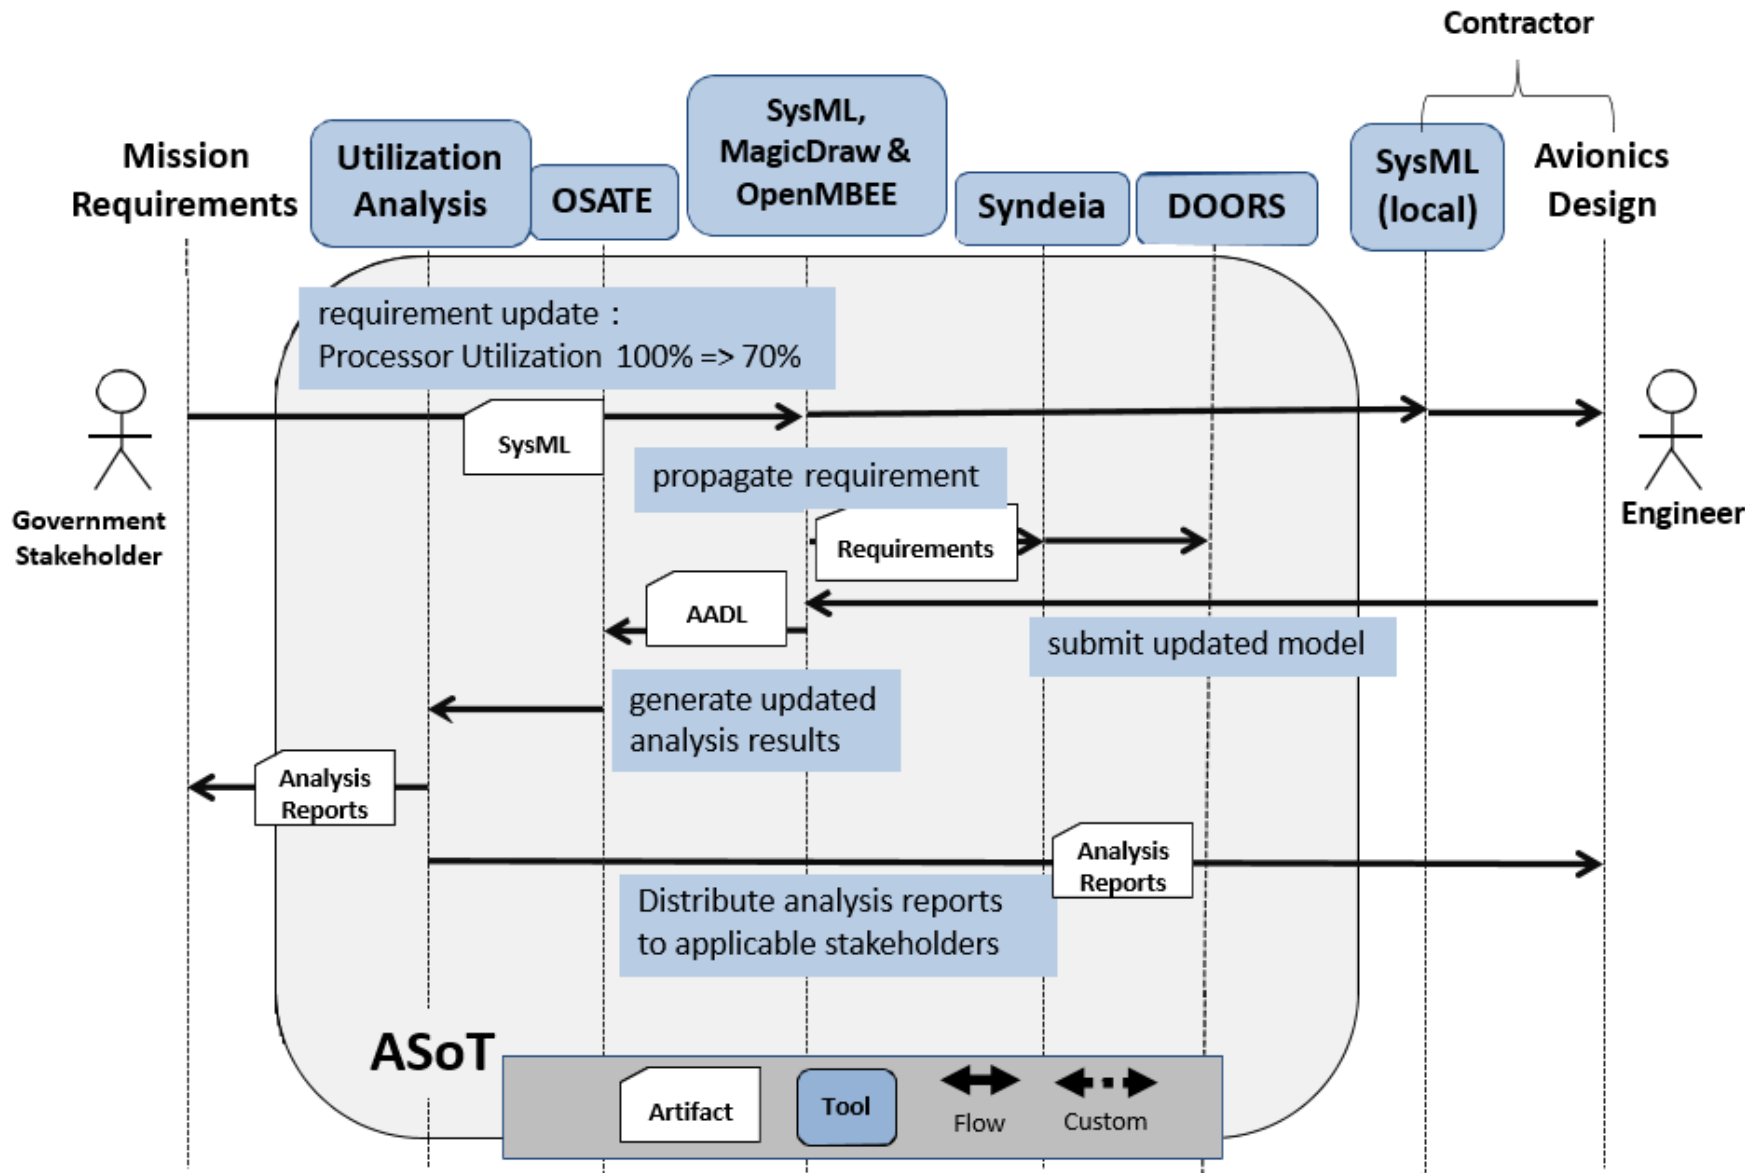 Contractor
Mission
Requirements
Utilization
Analysis
OSATE
SysML,
MagicDraw &
OpenMBEE
Syndeia
DOORS
SysML
(local)
Avionics
Design
requirement update :
Processor Utilization 100% => 70%
SysML
Government
Stakeholder
Engineer
propagate requirement
Requirements
AADL
submit updated model
generate updated
analysis results
Analysis
Reports
Analysis
Reports
Distribute analysis reports
to applicable stakeholders
ASoT
Artifact
Tool
Flow
Custom